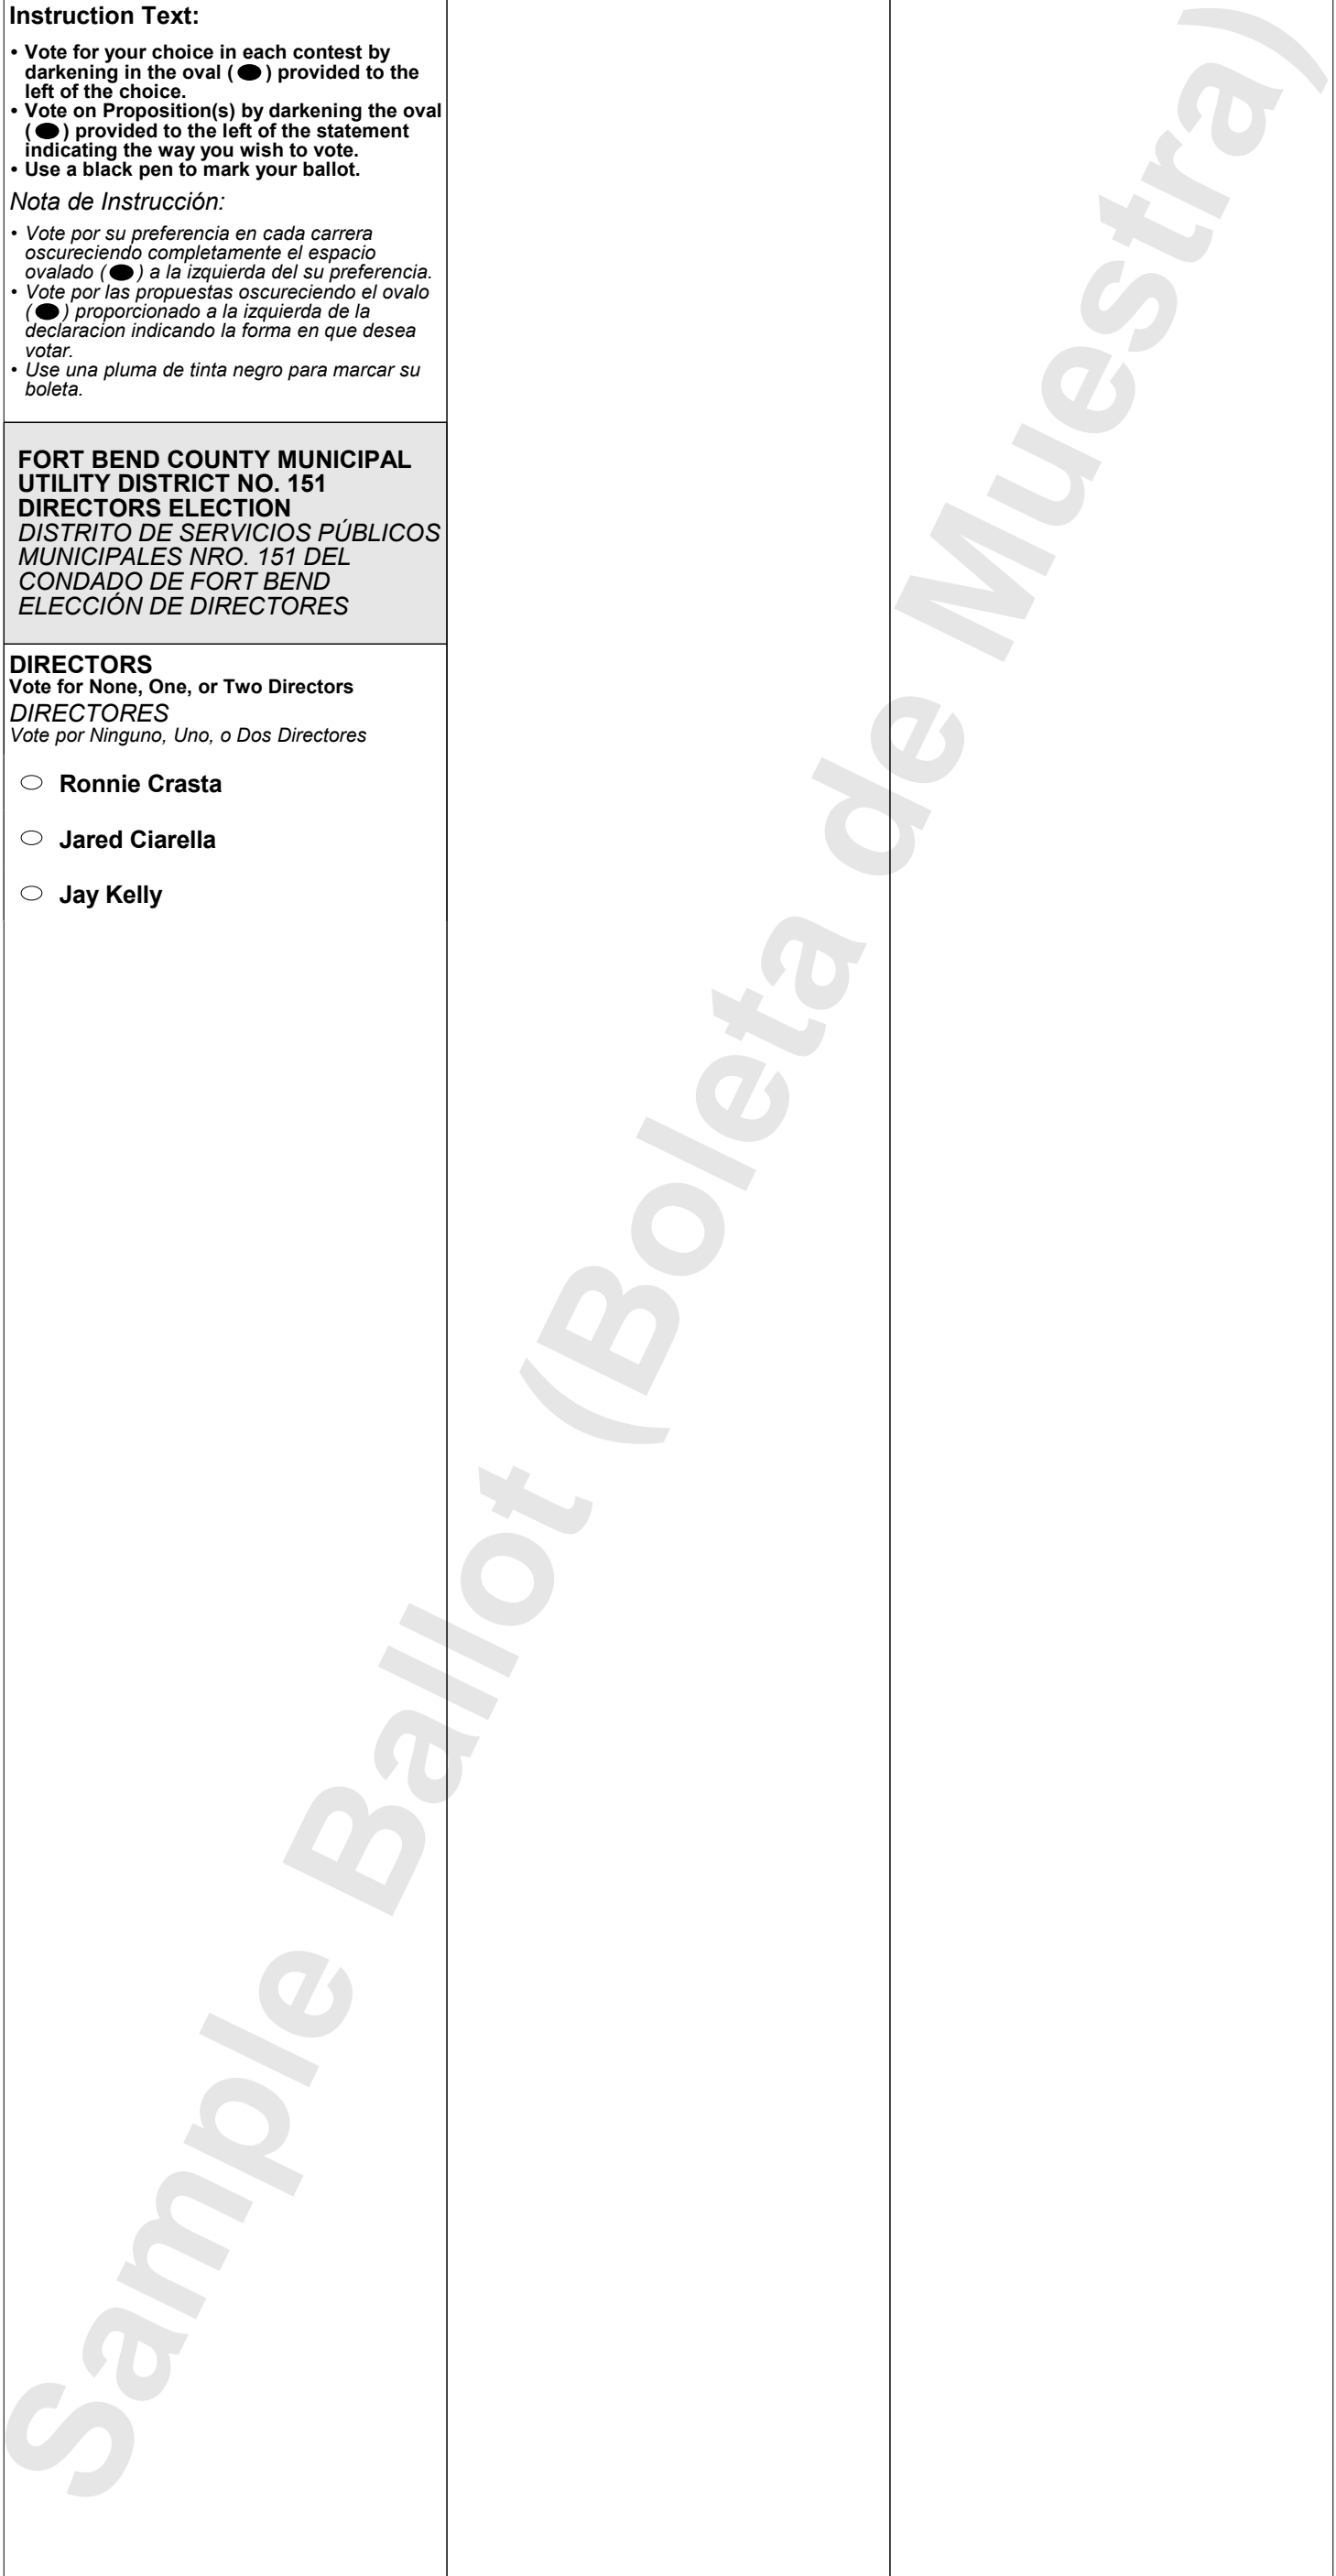 Instruction Text:
• Vote for your choice in each contest by
darkening in the oval (⬬) provided to the
left of the choice.
• Vote on Proposition(s) by darkening the oval
(⬬) provided to the left of the statement
indicating the way you wish to vote.
• Use a black pen to mark your ballot.
Nota de Instrucción:
• Vote por su preferencia en cada carrera
oscureciendo completamente el espacio
ovalado (⬬) a la izquierda del su preferencia.
• Vote por las propuestas oscureciendo el ovalo
(⬬) proporcionado a la izquierda de la
declaracion indicando la forma en que desea
votar.
• Use una pluma de tinta negro para marcar su
boleta.
FORT BEND COUNTY MUNICIPAL
UTILITY DISTRICT NO. 151
DIRECTORS ELECTION
DISTRITO DE SERVICIOS PÚBLICOS
MUNICIPALES NRO. 151 DEL
CONDADO DE FORT BEND
ELECCIÓN DE DIRECTORES
DIRECTORS
Vote for None, One, or Two Directors
DIRECTORES
Vote por Ninguno, Uno, o Dos Directores
Ronnie Crasta
Jared Ciarella
Jay Kelly
Sample Ballot (Boleta de Muestra)